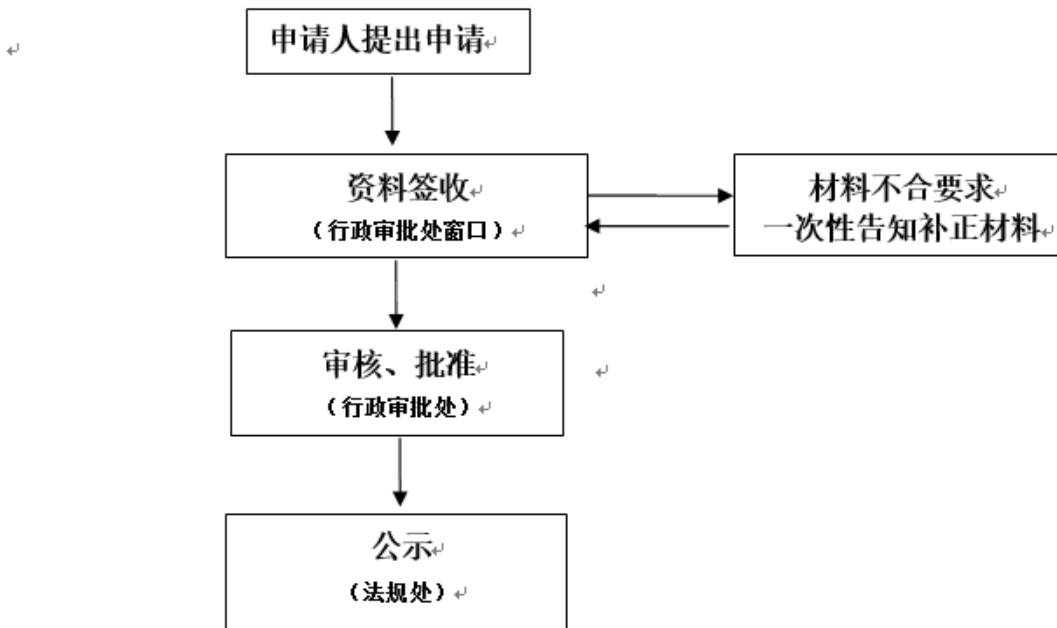 申请人提出申请
资料签收
（行政审批处窗口）
材料不合要求
一次性告知补正材料
审核、批准
（行政审批处）
公示
（法规处）